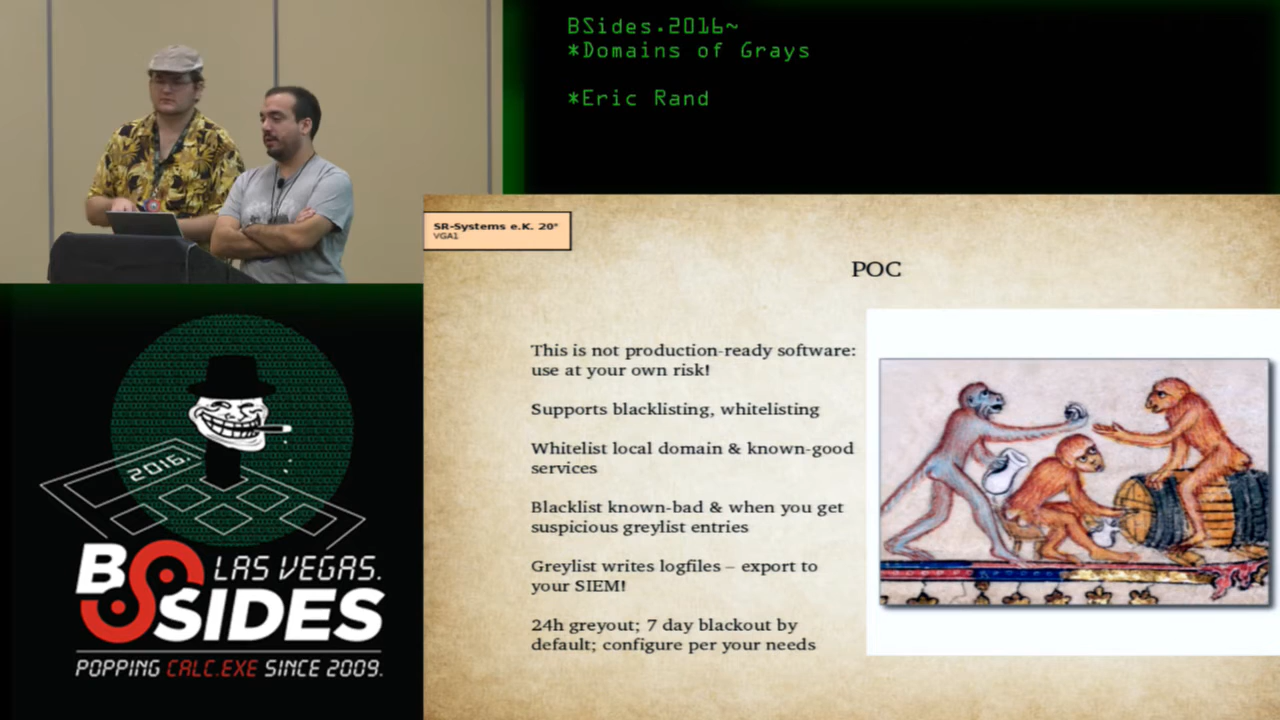 BSides.2016~
*Domains of Grays
*Eric Rand
SR-Systems e.K. 20"
VGA1
POC
This is not production-ready software:
use at your own risk!
Supports blacklisting, whitelisting
Whitelist local domain & known-good
services
Blacklist known-bad & when you get
suspicious greylist entries
Greylist writes logfiles – export to
your SIEM!
24h greyout; 7 day blackout by
default; configure per your needs
2016.
BSIDES
LAS VEGAS.
POPPING CALC.EXE SINCE 2009.